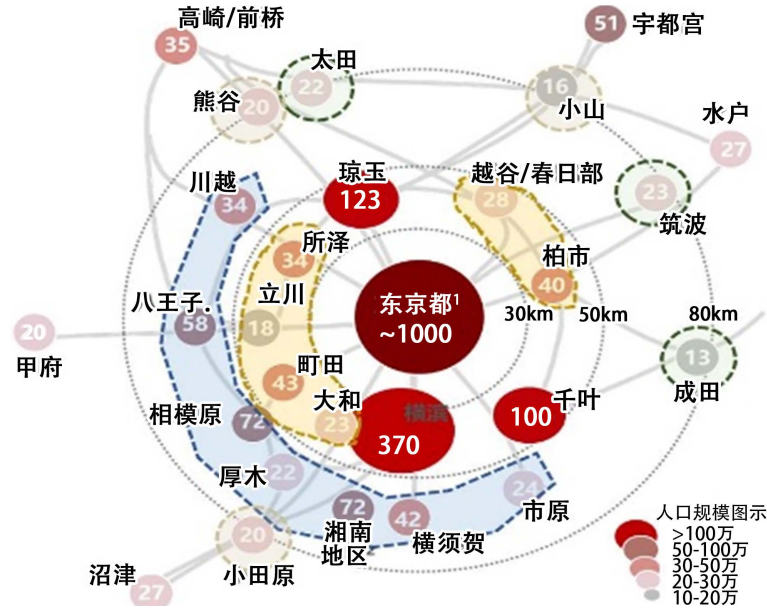 高崎/前桥
35
51
宇都宫
太田
22
熊谷
20
16
小山
水户
27
川越
34
琼玉
123
越谷/春日部
28
23
筑波
所泽
34
柏市
40
八王子.
58
立川
18
东京都¹
~1000
30km
50km
80km
20
甲府
町田
43
13
成田
相模原
72
大和
23
横滨
370
千叶
100
厚木
22
24
市原
72
湘南
地区
42
横须贺
20
小田原
沼津
27
人口规模图示
>100万
50-100万
30-50万
20-30万
10-20万